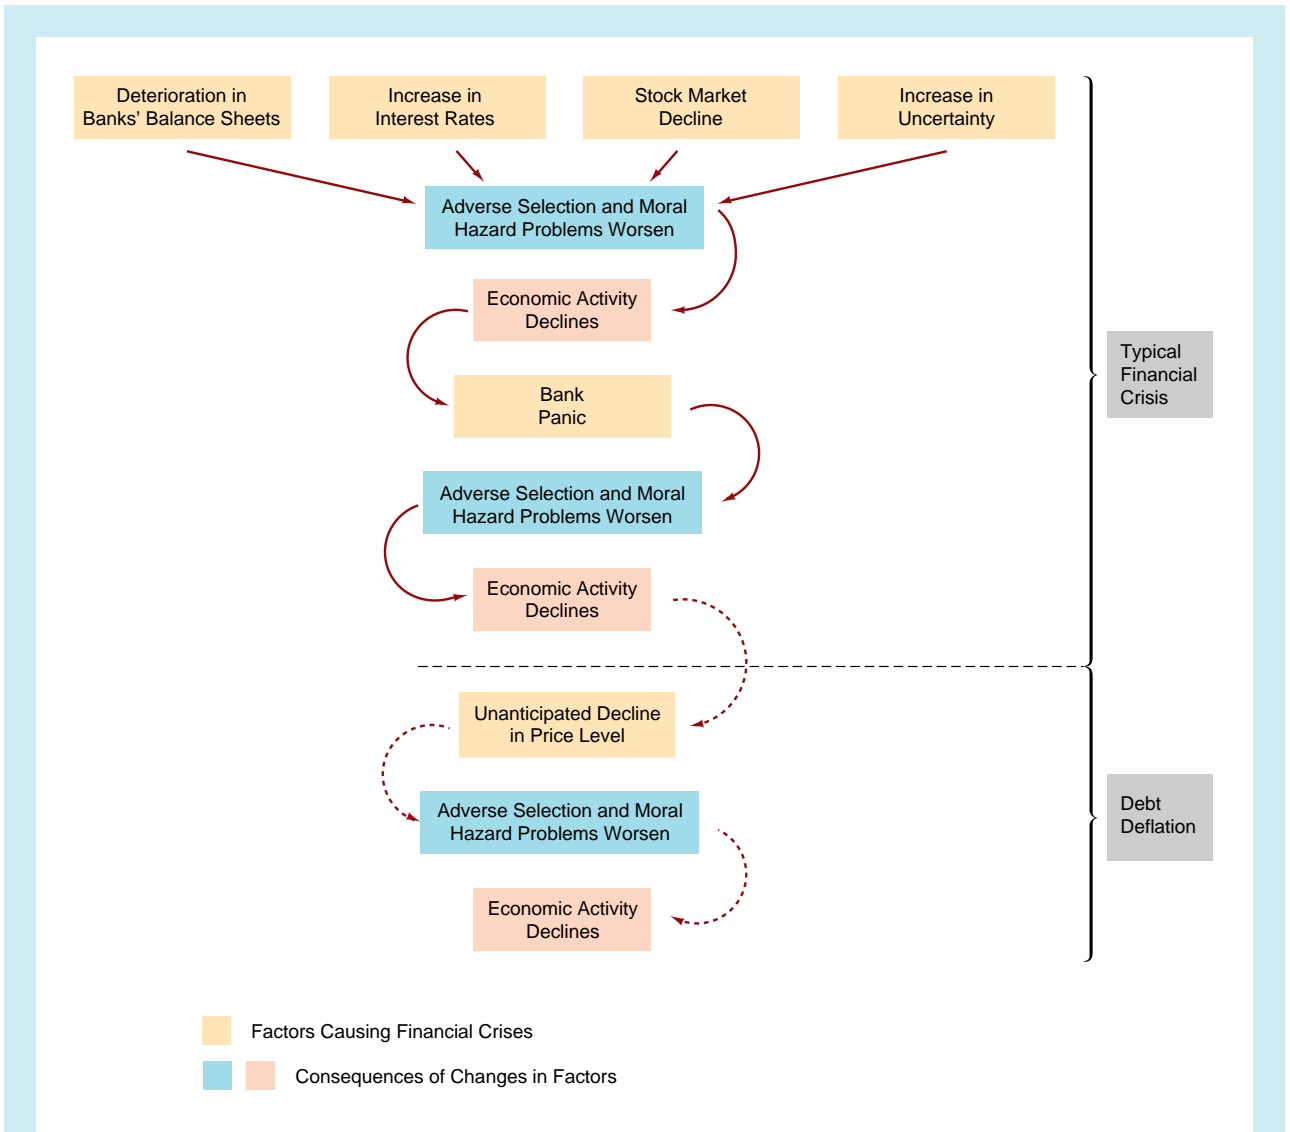 Deterioration in
Banks’ Balance Sheets
Increase in
Interest Rates
Stock Market
Decline
Increase in
Uncertainty
Adverse Selection and Moral
Hazard Problems Worsen
Economic Activity
Declines
Bank
Panic
Adverse Selection and Moral
Hazard Problems Worsen
Economic Activity
Declines
Typical
Financial
Crisis
Unanticipated Decline
in Price Level
Adverse Selection and Moral
Hazard Problems Worsen
Economic Activity
Declines
Debt
Deflation
Factors Causing Financial Crises
Consequences of Changes in Factors